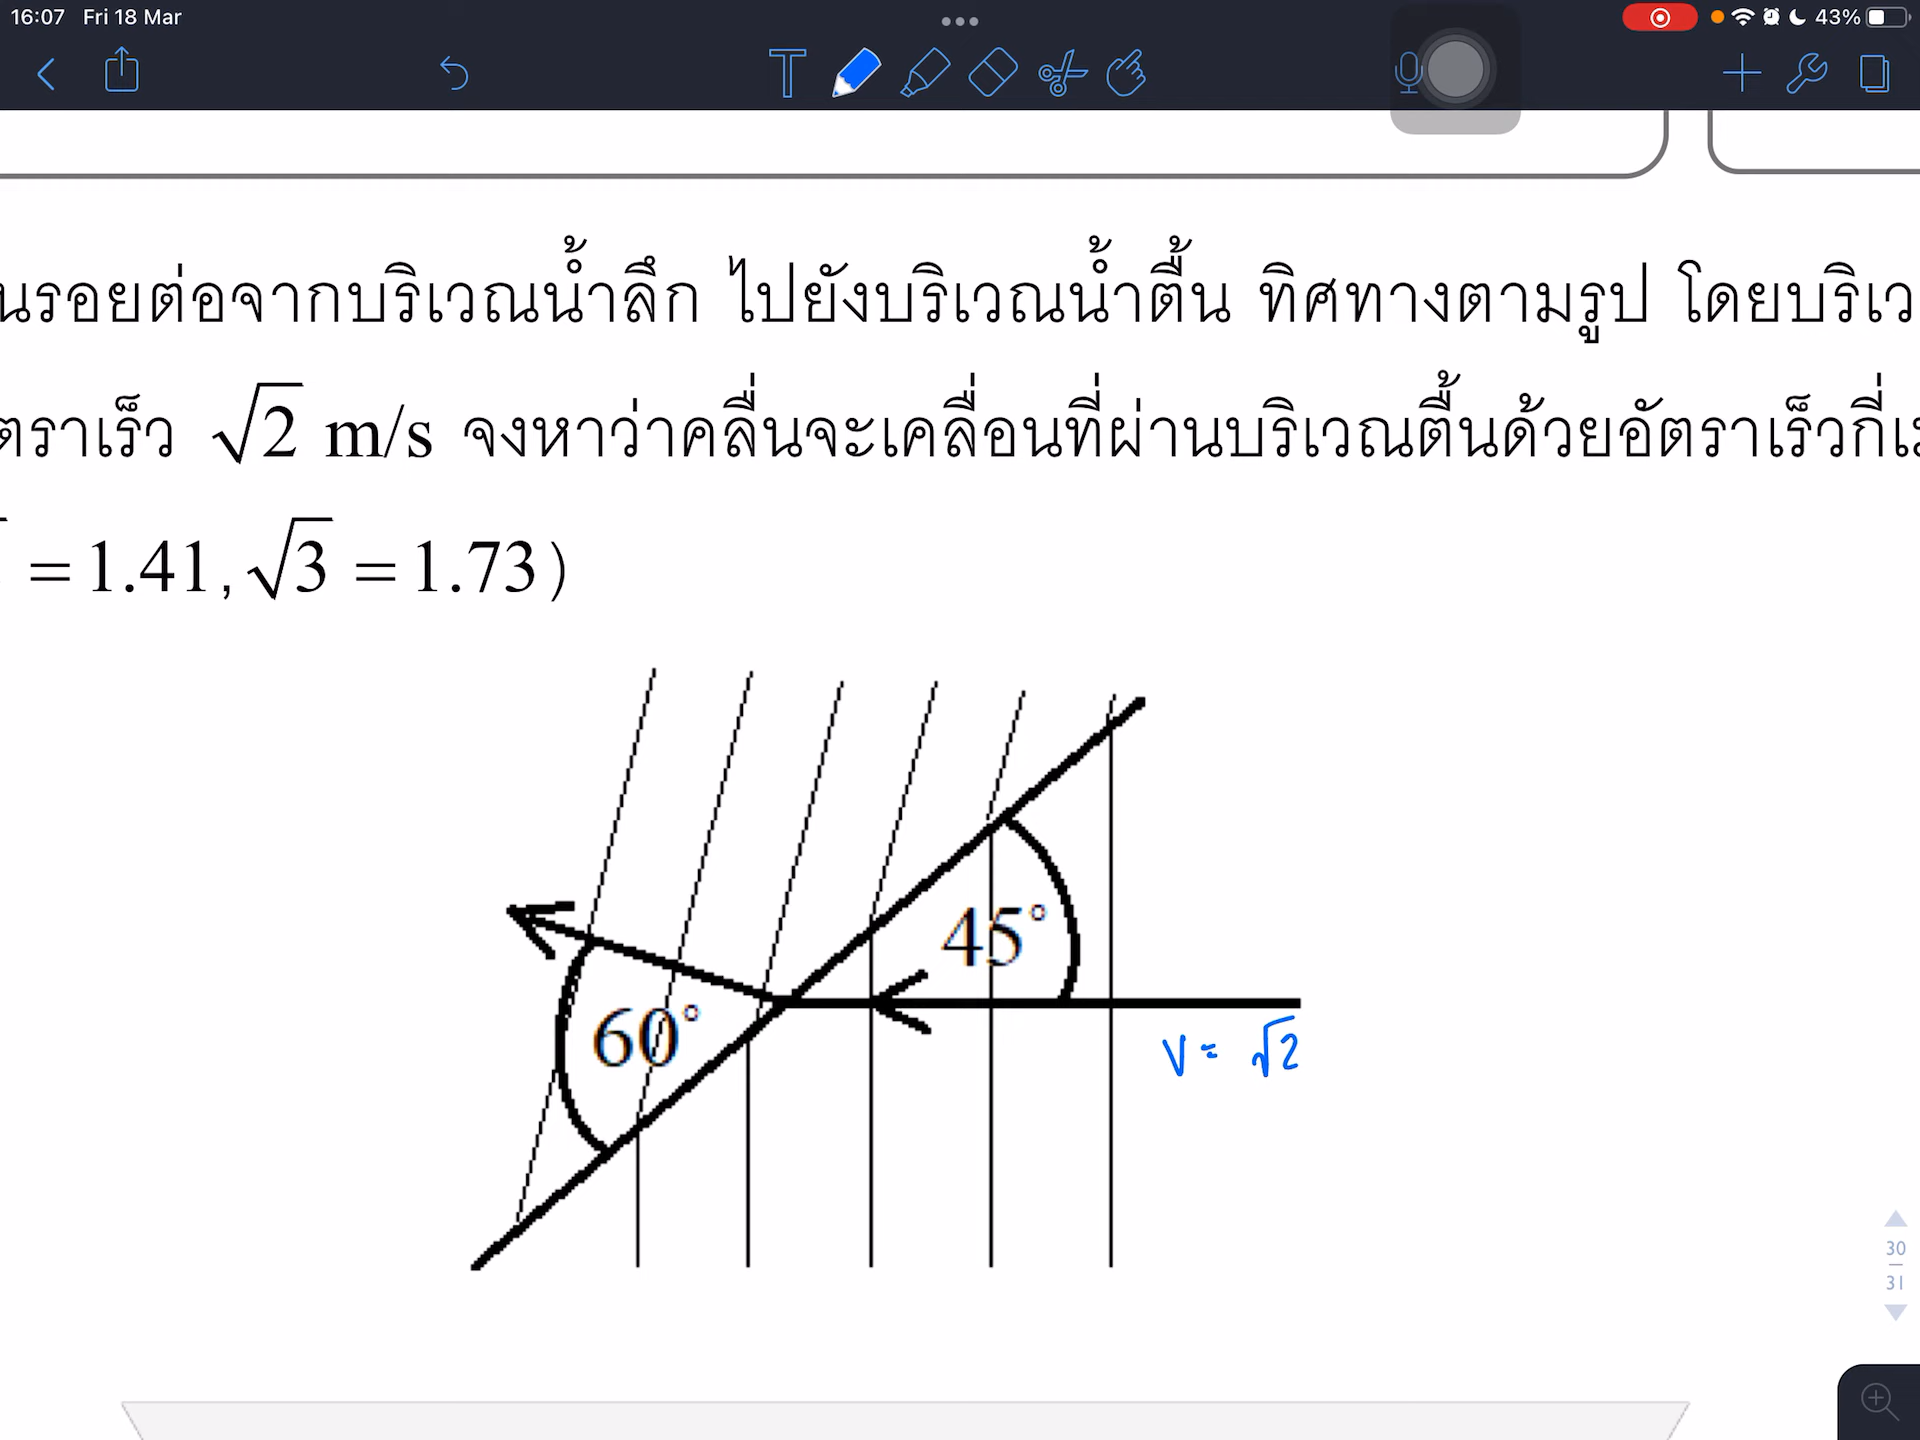 16:07 Fri 18 Mar
43%
นรอยต่อจากบริเวณน้ำลึก ไปยังบริเวณน้ำตื้น ทิศทางตามรูป โดยบริเว
ตราเร็ว √2 m/s จงหาว่าคลื่นจะเคลื่อนที่ผ่านบริเวณตื้นด้วยอัตราเร็วกี่เ
= 1.41, √3 = 1.73)
45°
60°
V = √2
30
31